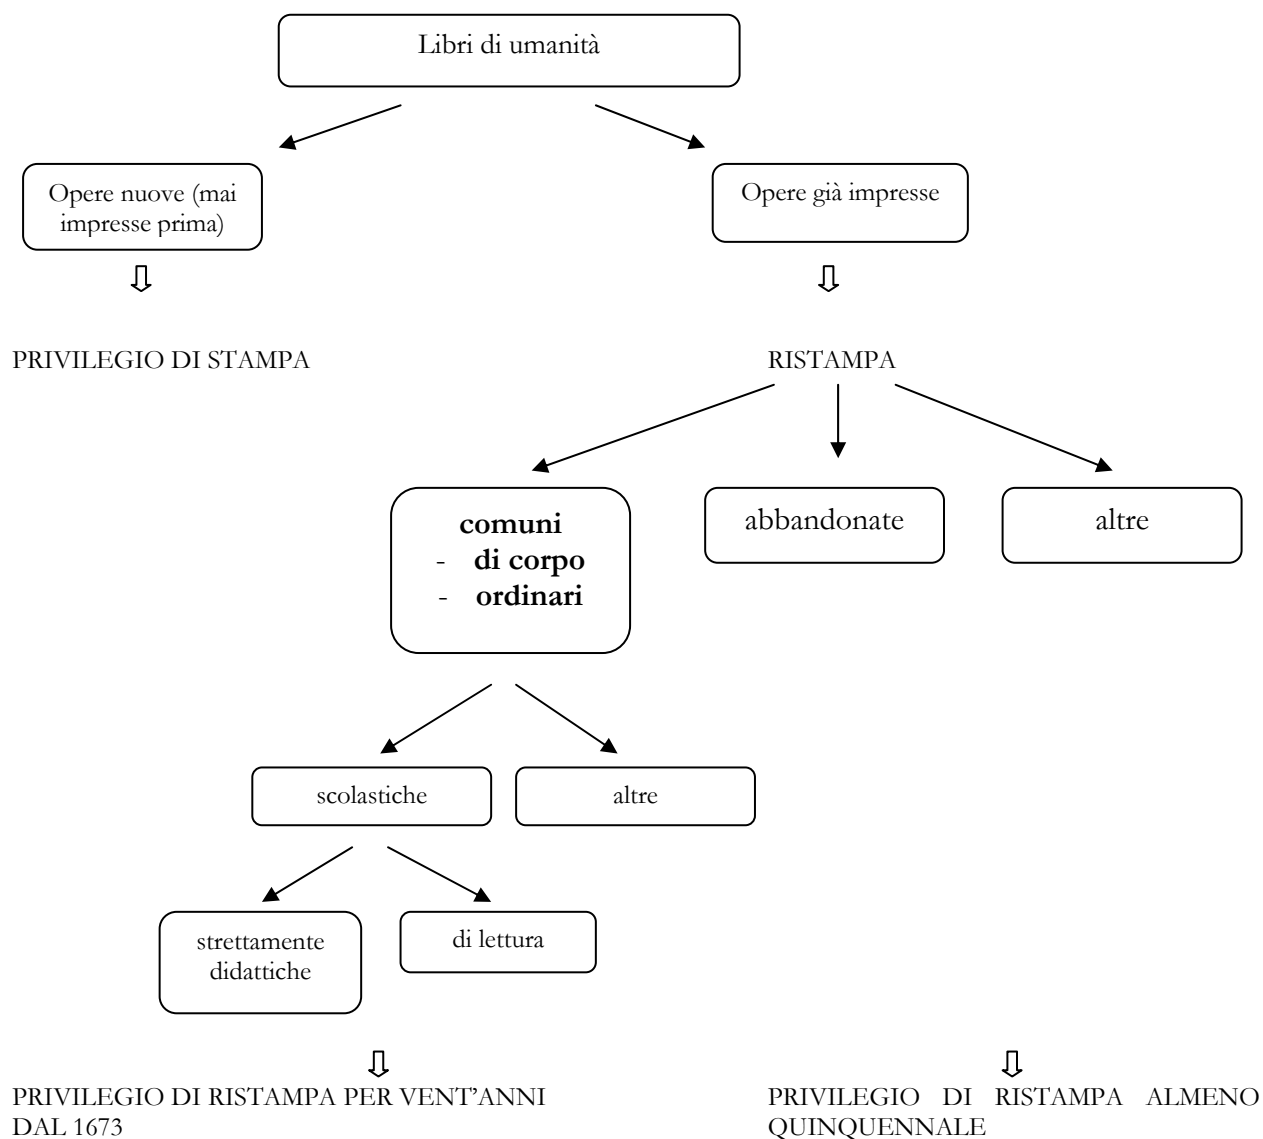 Libri di umanità
Opere nuove (mai
impresse prima)
Opere già impresse
PRIVILEGIO DI STAMPA
RISTAMPA
comuni
- di corpo
- ordinari
abbandonate
altre
scolastiche
altre
strettamente
didattiche
di lettura
PRIVILEGIO DI RISTAMPA PER VENT’ANNI
DAL 1673
PRIVILEGIO DI RISTAMPA ALMENO
QUINQUENNALE